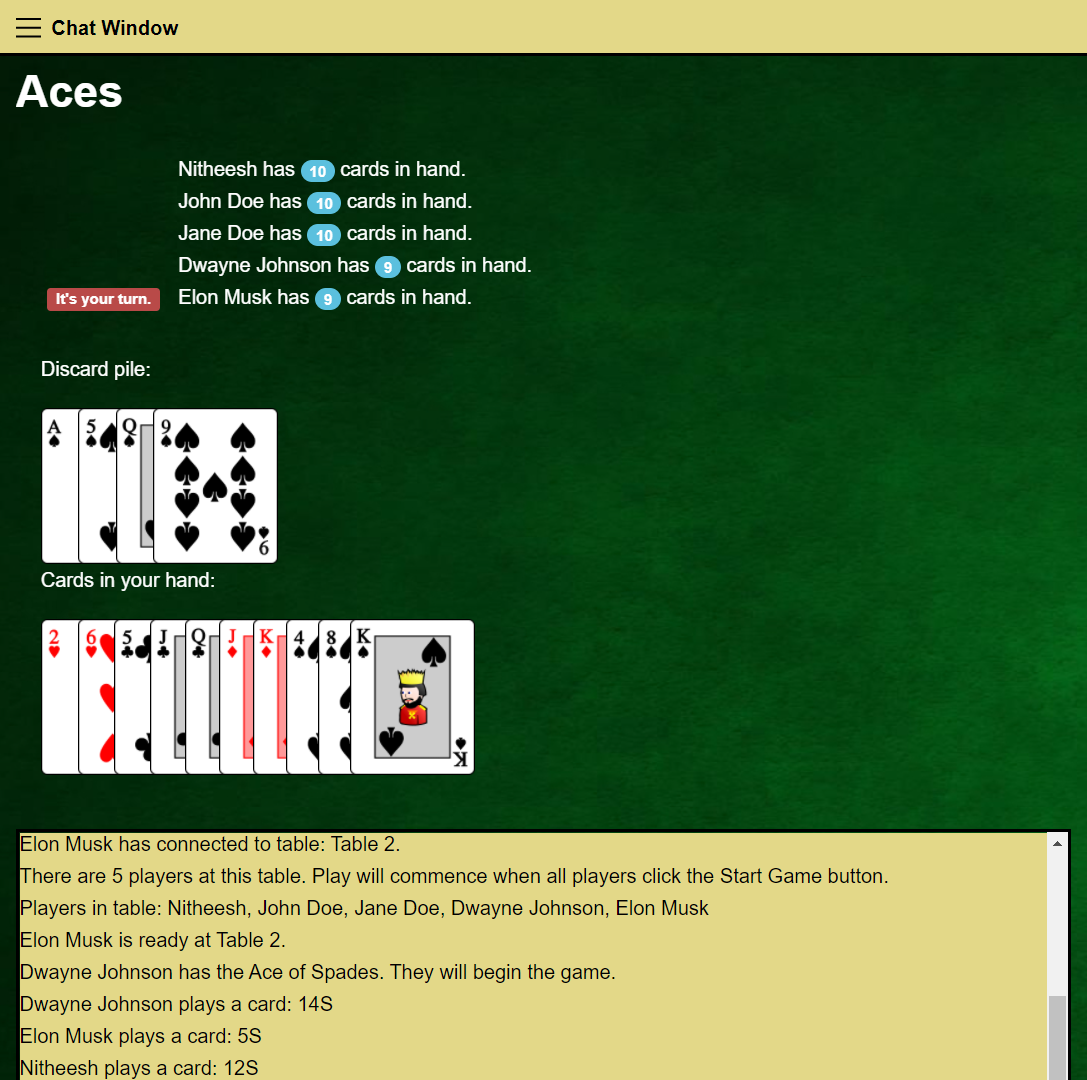 Chat Window
Aces
Nitheesh has 10 cards in hand.
John Doe has 10 cards in hand.
Jane Doe has 10 cards in hand.
Dwayne Johnson has 9 cards in hand.
It's your turn. Elon Musk has 9 cards in hand.
Discard pile:
A 5 Q 9
9
Cards in your hand:
2 6 5 J Q J K 4 8 K
K
Elon Musk has connected to table: Table 2.
There are 5 players at this table. Play will commence when all players click the Start Game button.
Players in table: Nitheesh, John Doe, Jane Doe, Dwayne Johnson, Elon Musk
Elon Musk is ready at Table 2.
Dwayne Johnson has the Ace of Spades. They will begin the game.
Dwayne Johnson plays a card: 14S
Elon Musk plays a card: 5S
Nitheesh plays a card: 12S